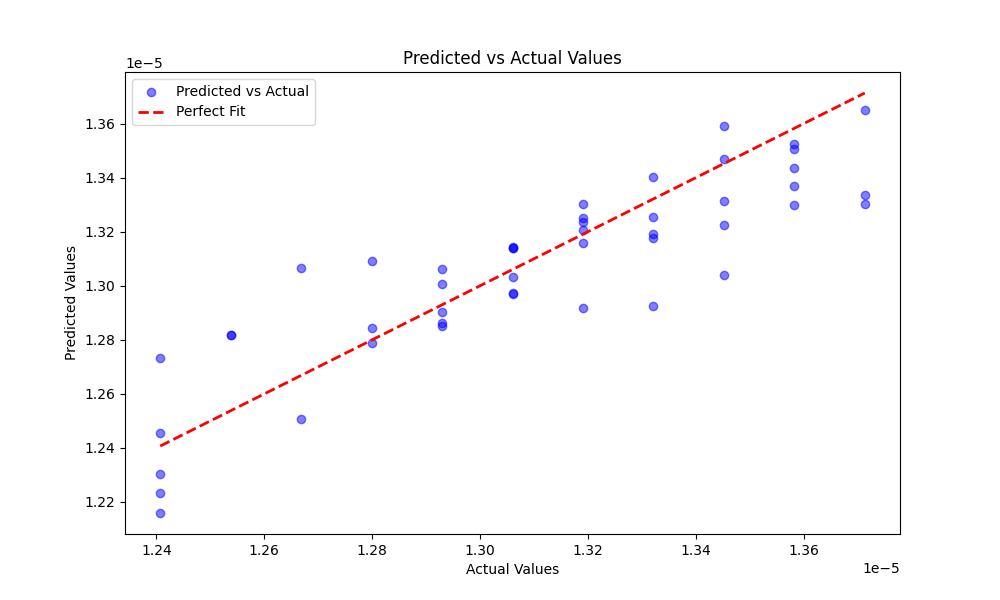 Predicted vs Actual Values
1e−5
Predicted vs Actual
Perfect Fit
1.36
1.34
1.32
1.30
1.28
1.26
1.24
1.22
Predicted Values
1.24 1.26 1.28 1.30 1.32 1.34 1.36
1e−5
Actual Values